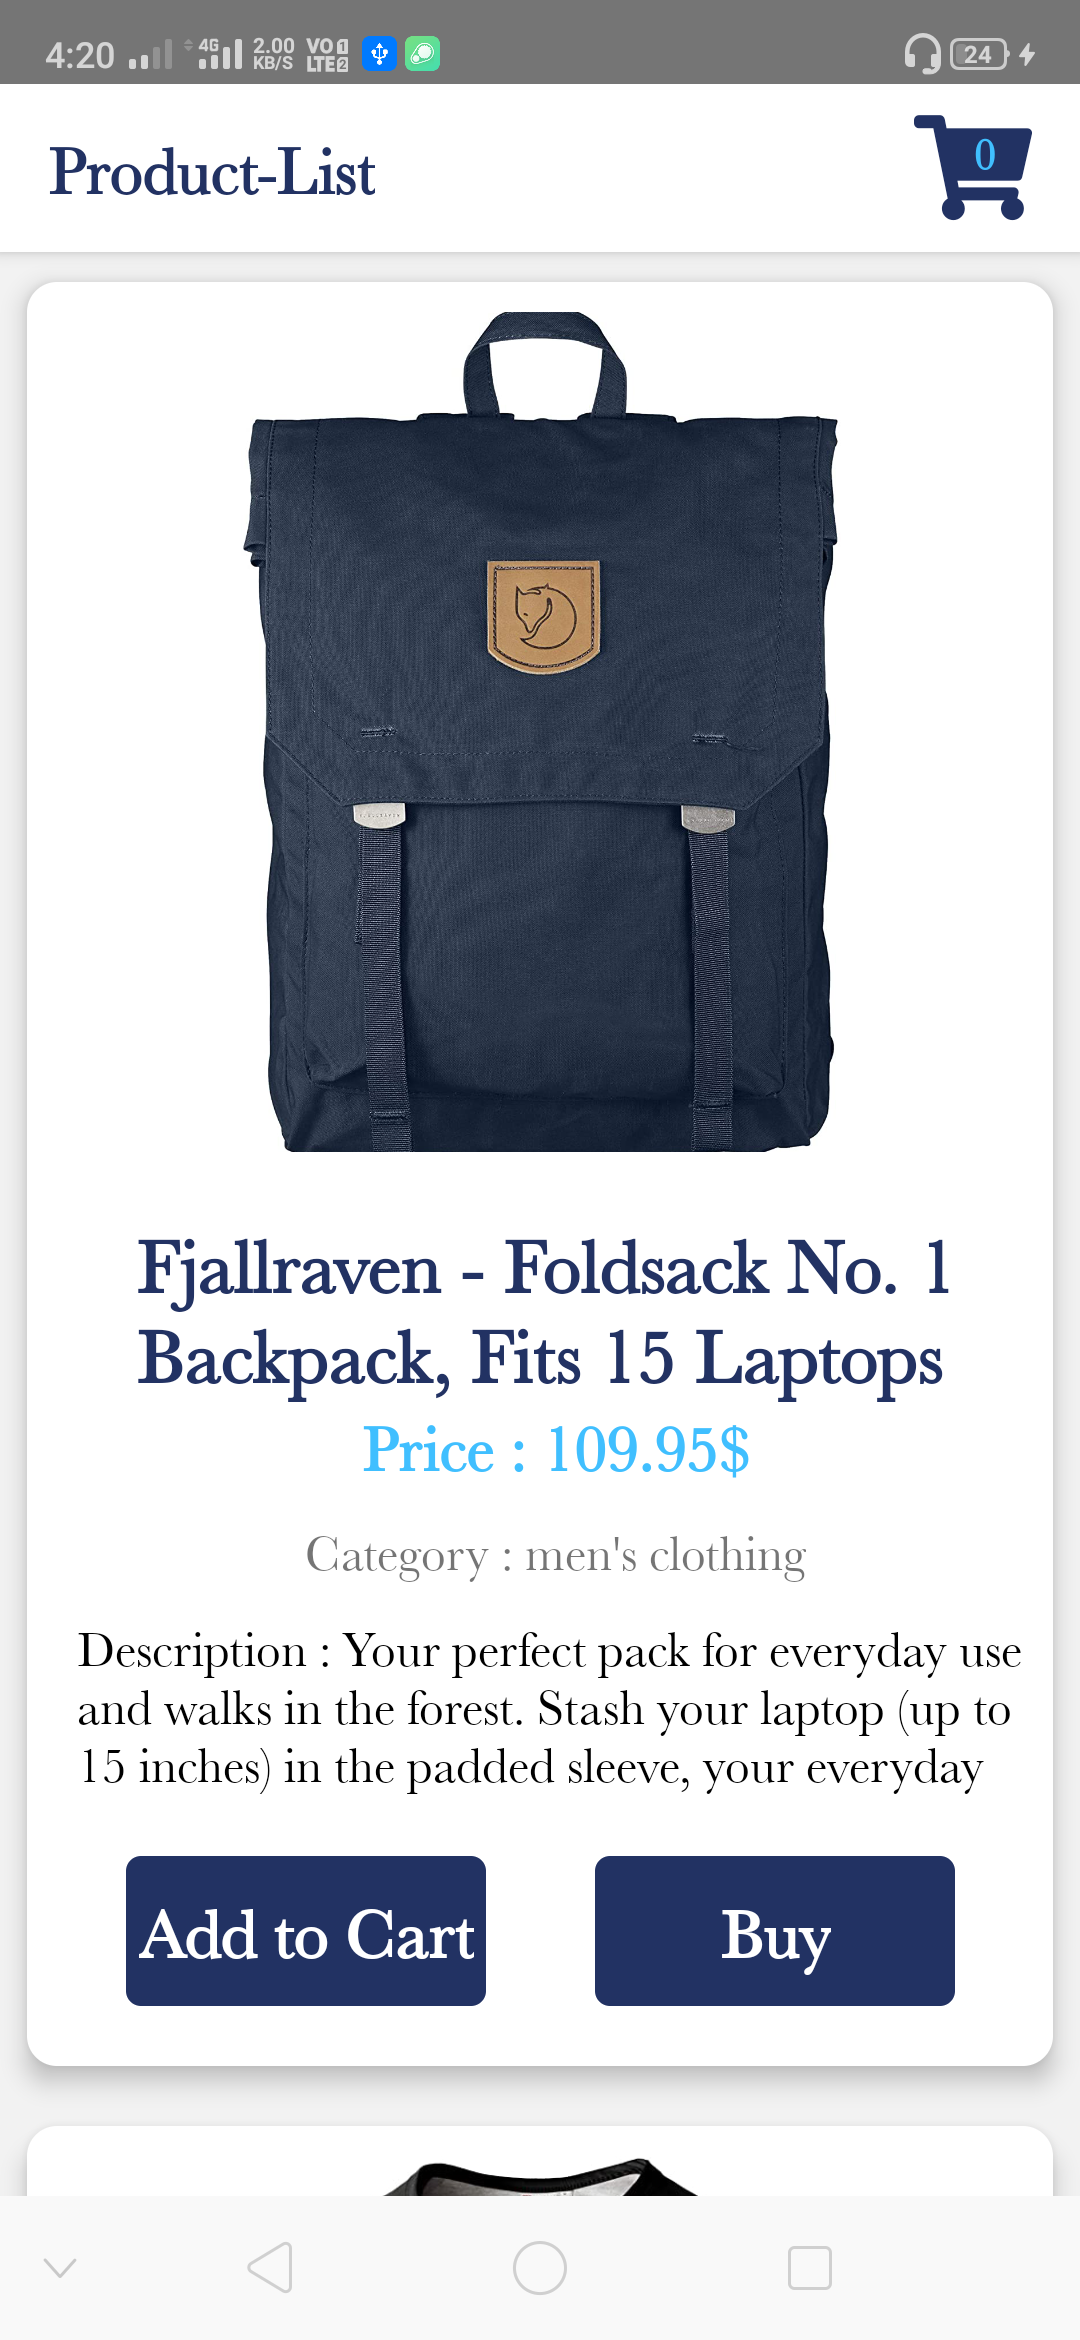 4:20 4G 2.00 KB/S VO 1 LTE 2 24
Product-List
0
Fjallraven - Foldsack No. 1
Backpack, Fits 15 Laptops
Price : 109.95$
Category : men's clothing
Description : Your perfect pack for everyday use
and walks in the forest. Stash your laptop (up to
15 inches) in the padded sleeve, your everyday
Add to Cart
Buy